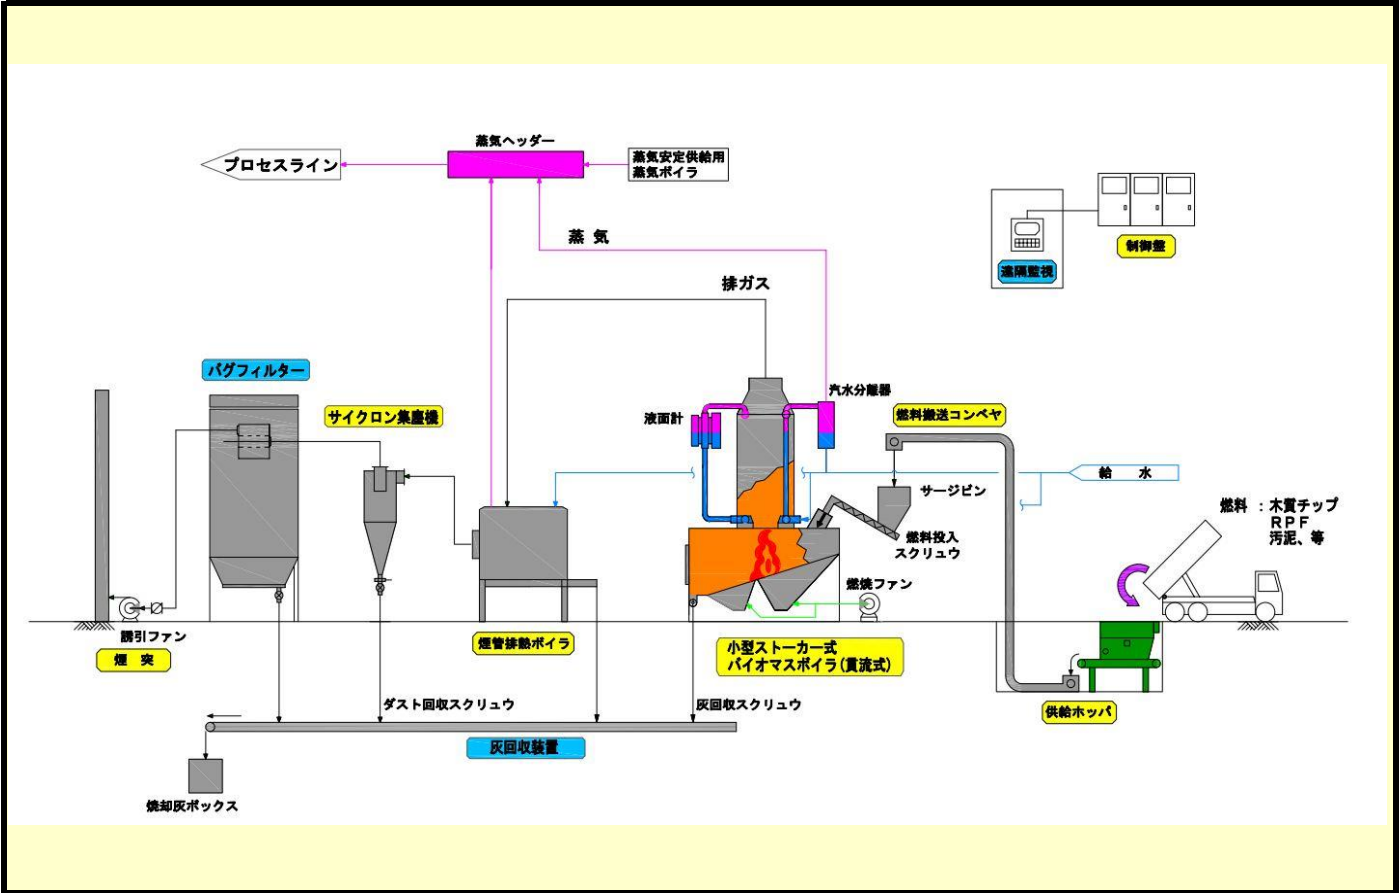 蒸気ヘッダー
プロセスライン
蒸気安定供給用
蒸気ボイラ
蒸 気
排ガス
制御盤
遠隔監視
バグフィルター
サイクロン集塵機
液面計
汽水分離器
燃料搬送コンベヤ
給 水
サージビン
燃料 :木質チップ
RPF
汚泥、等
燃料投入
スクリュウ
燃焼ファン
誘引ファン
煙 突
煙管排熱ボイラ
小型ストーカー式
バイオマスボイラ(貫流式)
供給ホッパ
ダスト回収スクリュウ
灰回収スクリュウ
灰回収装置
焼却灰ボックス